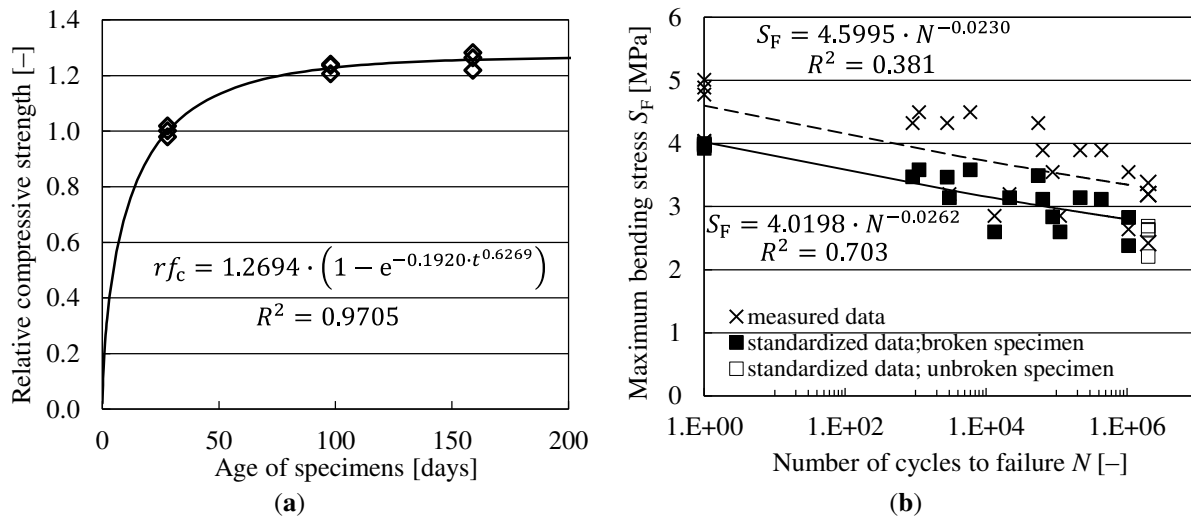 Relative compressive strength [–]
1.4
1.2
1.0
0.8
0.6
0.4
0.2
0.0
rf_c = 1.2694 · (1 − e^{−0.1920·t^{0.6269}})
R² = 0.9705
0 50 100 150 200
Age of specimens [days]
(a)
Maximum bending stress S_F [MPa]
6
5
4
3
2
1
0
S_F = 4.5995 · N^{−0.0230}
R² = 0.381
S_F = 4.0198 · N^{−0.0262}
R² = 0.703
measured data
standardized data;broken specimen
standardized data; unbroken specimen
1.E+00 1.E+02 1.E+04 1.E+06
Number of cycles to failure N [–]
(b)